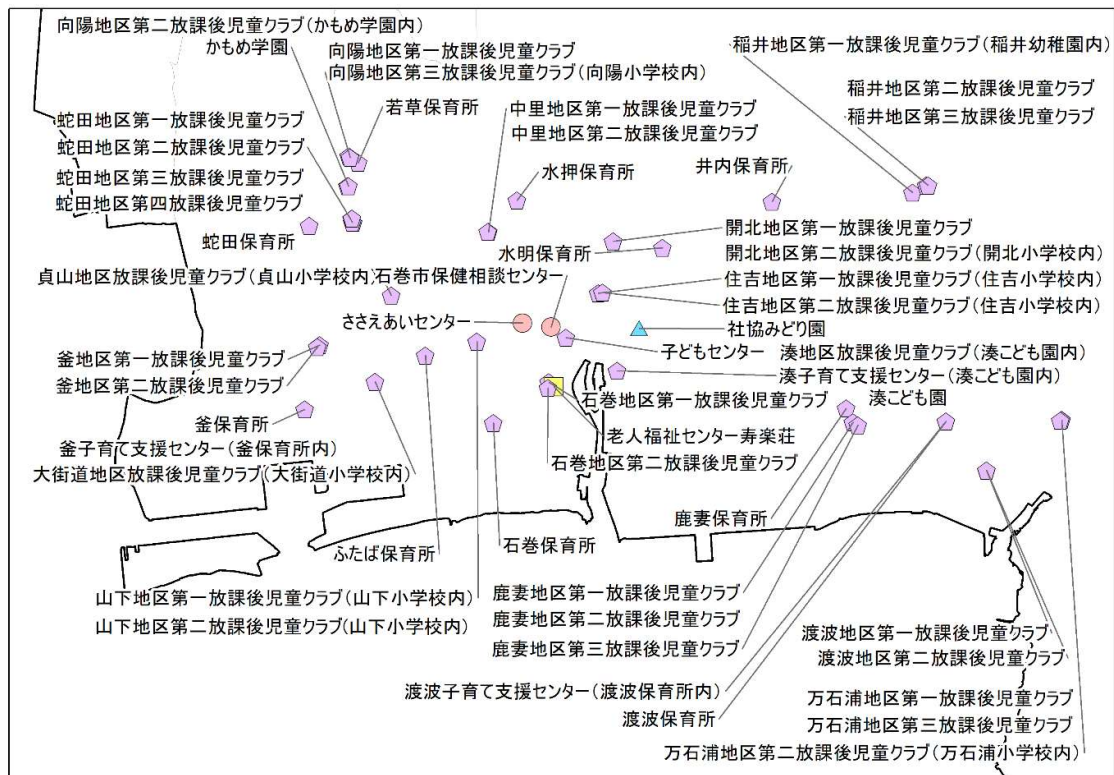 向陽地区第二放課後児童クラブ(かもめ学園内)
かもめ学園
向陽地区第一放課後児童クラブ
向陽地区第三放課後児童クラブ(向陽小学校内)
若草保育所
稲井地区第一放課後児童クラブ(稲井幼稚園内)
稲井地区第二放課後児童クラブ
稲井地区第三放課後児童クラブ
中里地区第一放課後児童クラブ
中里地区第二放課後児童クラブ
蛇田地区第一放課後児童クラブ
蛇田地区第二放課後児童クラブ
蛇田地区第三放課後児童クラブ
蛇田地区第四放課後児童クラブ
蛇田保育所
水押保育所
井内保育所
水明保育所
開北地区第一放課後児童クラブ
開北地区第二放課後児童クラブ(開北小学校内)
貞山地区放課後児童クラブ(貞山小学校内)
石巻市保健相談センター
住吉地区第一放課後児童クラブ(住吉小学校内)
住吉地区第二放課後児童クラブ(住吉小学校内)
ささえあいセンター
社協みどり園
子どもセンター
釜地区第一放課後児童クラブ
釜地区第二放課後児童クラブ
湊地区放課後児童クラブ(湊こども園内)
湊子育て支援センター(湊こども園内)
湊こども園
石巻地区第一放課後児童クラブ
老人福祉センター寿楽荘
石巻地区第二放課後児童クラブ
釜保育所
釜子育て支援センター(釜保育所内)
大街道地区放課後児童クラブ(大街道小学校内)
鹿妻保育所
ふたば保育所
石巻保育所
山下地区第一放課後児童クラブ(山下小学校内)
山下地区第二放課後児童クラブ(山下小学校内)
鹿妻地区第一放課後児童クラブ
鹿妻地区第二放課後児童クラブ
鹿妻地区第三放課後児童クラブ
渡波地区第一放課後児童クラブ
渡波地区第二放課後児童クラブ
渡波子育て支援センター(渡波保育所内)
渡波保育所
万石浦地区第一放課後児童クラブ
万石浦地区第三放課後児童クラブ
万石浦地区第二放課後児童クラブ(万石浦小学校内)